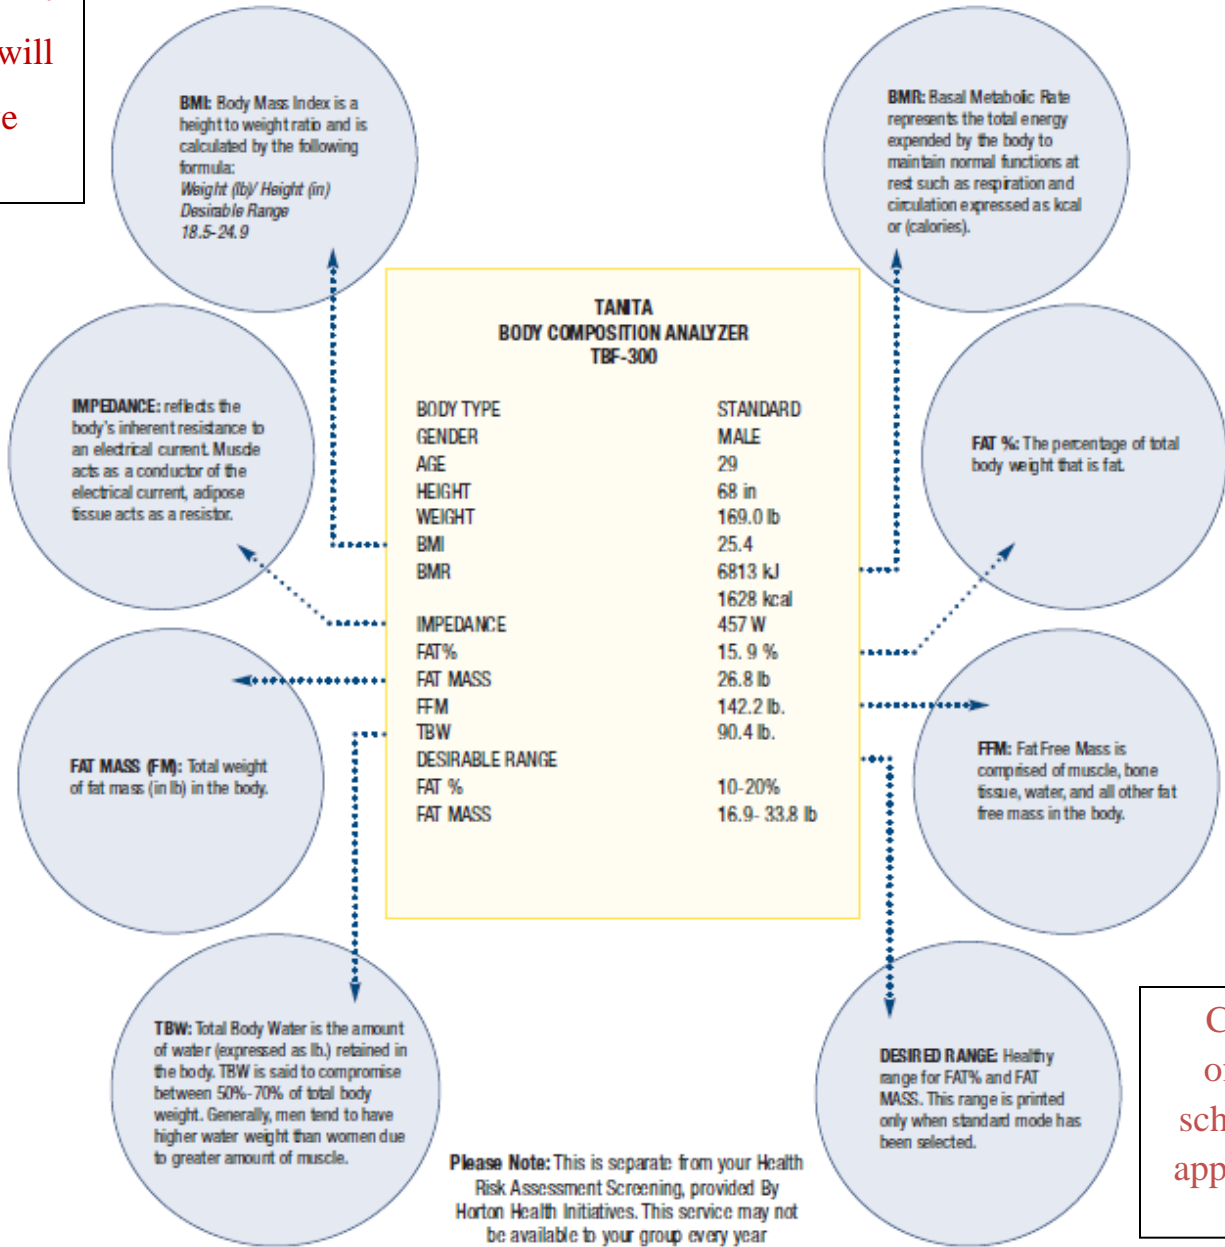 will
e
BMI: Body Mass Index is a
height to weight ratio and is
calculated by the following
formula:
Weight (lb)/ Height (in)
Desirable Range
18.5-24.9
BMR: Basal Metabolic Rate
represents the total energy
expended by the body to
maintain normal functions at
rest such as respiration and
circulation expressed as kcal
or (calories).
IMPEDANCE: reflects the
body's inherent resistance to
an electrical current. Muscle
acts as a conductor of the
electrical current, adipose
tissue acts as a resistor.
TANITA
BODY COMPOSITION ANALYZER
TBF-300
BODY TYPE STANDARD
GENDER MALE
AGE 29
HEIGHT 68 in
WEIGHT 169.0 lb
BMI 25.4
BMR 6813 kJ
1628 kcal
IMPEDANCE 457 W
FAT% 15. 9 %
FAT MASS 26.8 lb
FFM 142.2 lb.
TBW 90.4 lb.
DESIRABLE RANGE
FAT % 10-20%
FAT MASS 16.9- 33.8 lb
FAT %: The percentage of total
body weight that is fat.
FAT MASS (FM): Total weight
of fat mass (in lb) in the body.
FFM: Fat Free Mass is
comprised of muscle, bone
tissue, water, and all other fat
free mass in the body.
TBW: Total Body Water is the amount
of water (expressed as lb.) retained in
the body. TBW is said to compromise
between 50%-70% of total body
weight. Generally, men tend to have
higher water weight than women due
to greater amount of muscle.
DESIRED RANGE: Healthy
range for FAT% and FAT
MASS. This range is printed
only when standard mode has
been selected.
Please Note: This is separate from your Health
Risk Assessment Screening, provided By
Horton Health Initiatives. This service may not
be available to your group every year
C
o
sch
app